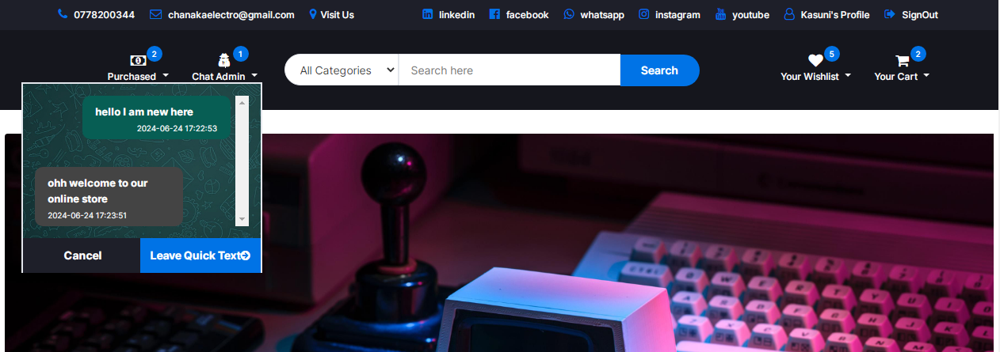 0778200344 chanakaelectro@gmail.com Visit Us linkedin facebook whatsapp instagram youtube Kasuni's Profile SignOut
2 1 5 2
Purchased Chat Admin All Categories Search here Search Your Wishlist Your Cart
hello I am new here
2024-06-24 17:22:53
ohh welcome to our
online store
2024-06-24 17:23:51
Cancel Leave Quick Text